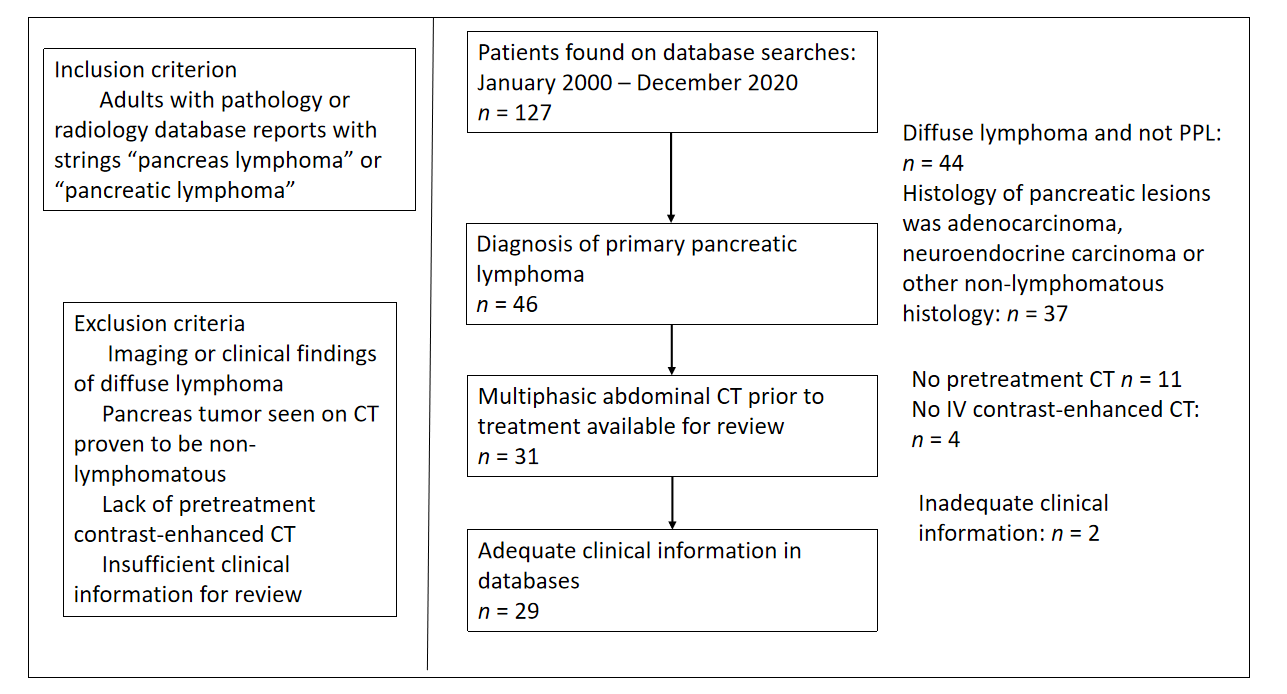 Inclusion criterion
Adults with pathology or
radiology database reports with
strings “pancreas lymphoma” or
“pancreatic lymphoma”
Exclusion criteria
Imaging or clinical findings
of diffuse lymphoma
Pancreas tumor seen on CT
proven to be non-
lymphomatous
Lack of pretreatment
contrast-enhanced CT
Insufficient clinical
information for review
Patients found on database searches:
January 2000 – December 2020
n = 127
Diffuse lymphoma and not PPL:
n = 44
Histology of pancreatic lesions
was adenocarcinoma,
neuroendocrine carcinoma or
other non-lymphomatous
histology: n = 37
Diagnosis of primary pancreatic
lymphoma
n = 46
No pretreatment CT n = 11
No IV contrast-enhanced CT:
n = 4
Multiphasic abdominal CT prior to
treatment available for review
n = 31
Inadequate clinical
information: n = 2
Adequate clinical information in
databases
n = 29